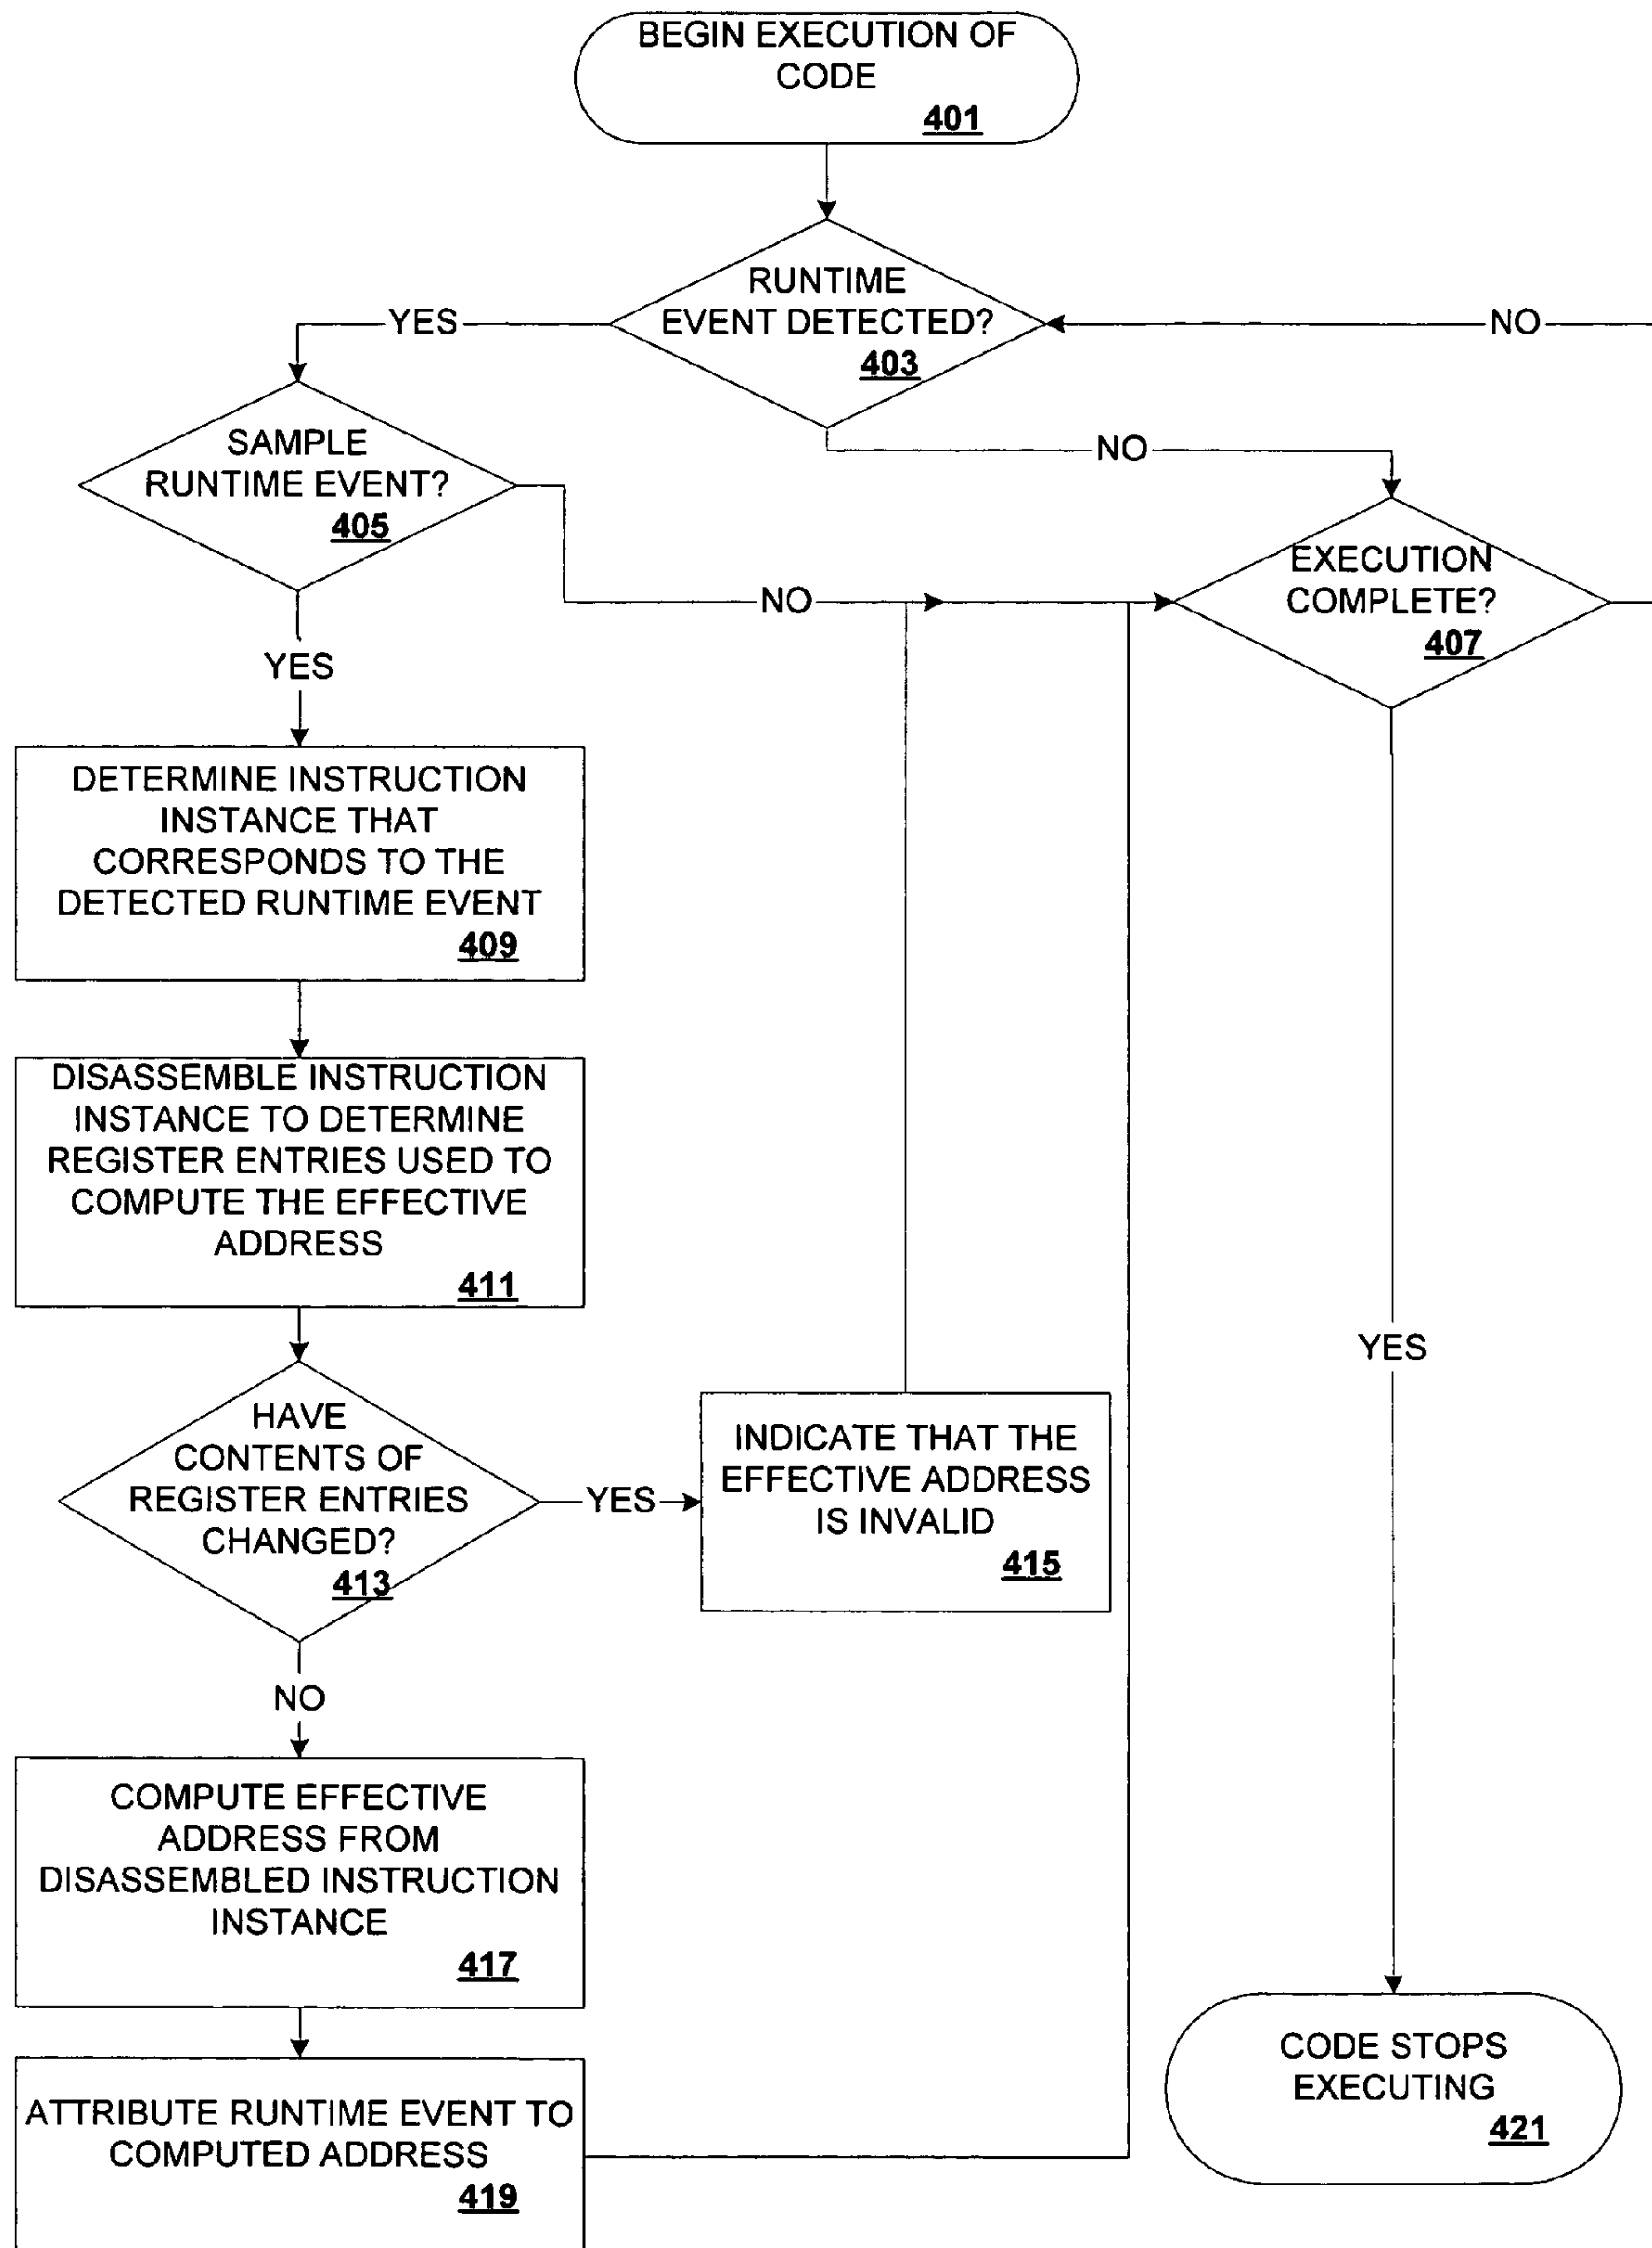 BEGIN EXECUTION OF
CODE
401
RUNTIME
EVENT DETECTED?
403
YES
NO
SAMPLE
RUNTIME EVENT?
405
NO
EXECUTION
COMPLETE?
407
NO
YES
DETERMINE INSTRUCTION
INSTANCE THAT
CORRESPONDS TO THE
DETECTED RUNTIME EVENT
409
DISASSEMBLE INSTRUCTION
INSTANCE TO DETERMINE
REGISTER ENTRIES USED TO
COMPUTE THE EFFECTIVE
ADDRESS
411
YES
HAVE
CONTENTS OF
REGISTER ENTRIES
CHANGED?
413
YES
INDICATE THAT THE
EFFECTIVE ADDRESS
IS INVALID
415
NO
COMPUTE EFFECTIVE
ADDRESS FROM
DISASSEMBLED INSTRUCTION
INSTANCE
417
ATTRIBUTE RUNTIME EVENT TO
COMPUTED ADDRESS
419
CODE STOPS
EXECUTING
421